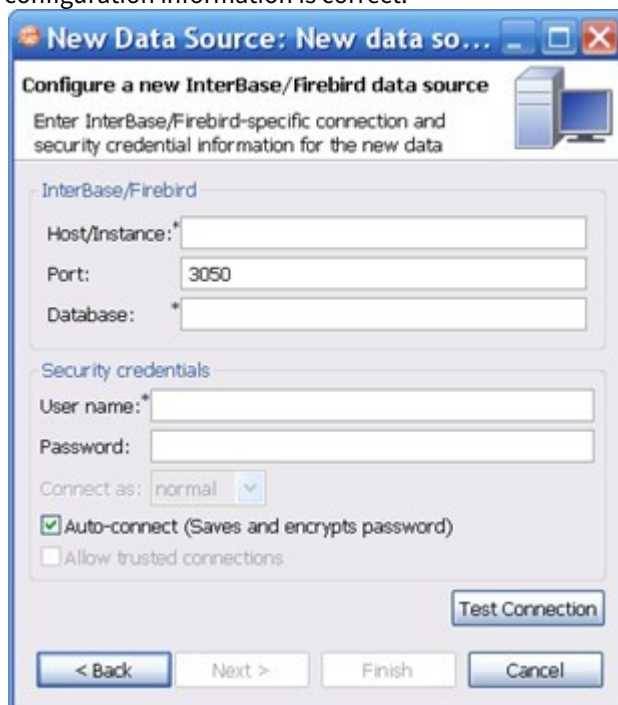 configuration information is correct.
New Data Source: New data so...
Configure a new InterBase/Firebird data source
Enter InterBase/Firebird-specific connection and
security credential information for the new data
InterBase/Firebird
Host/Instance:*
Port: 3050
Database: *
Security credentials
User name:*
Password:
Connect as: normal
Auto-connect (Saves and encrypts password)
Allow trusted connections
Test Connection
< Back Next > Finish Cancel